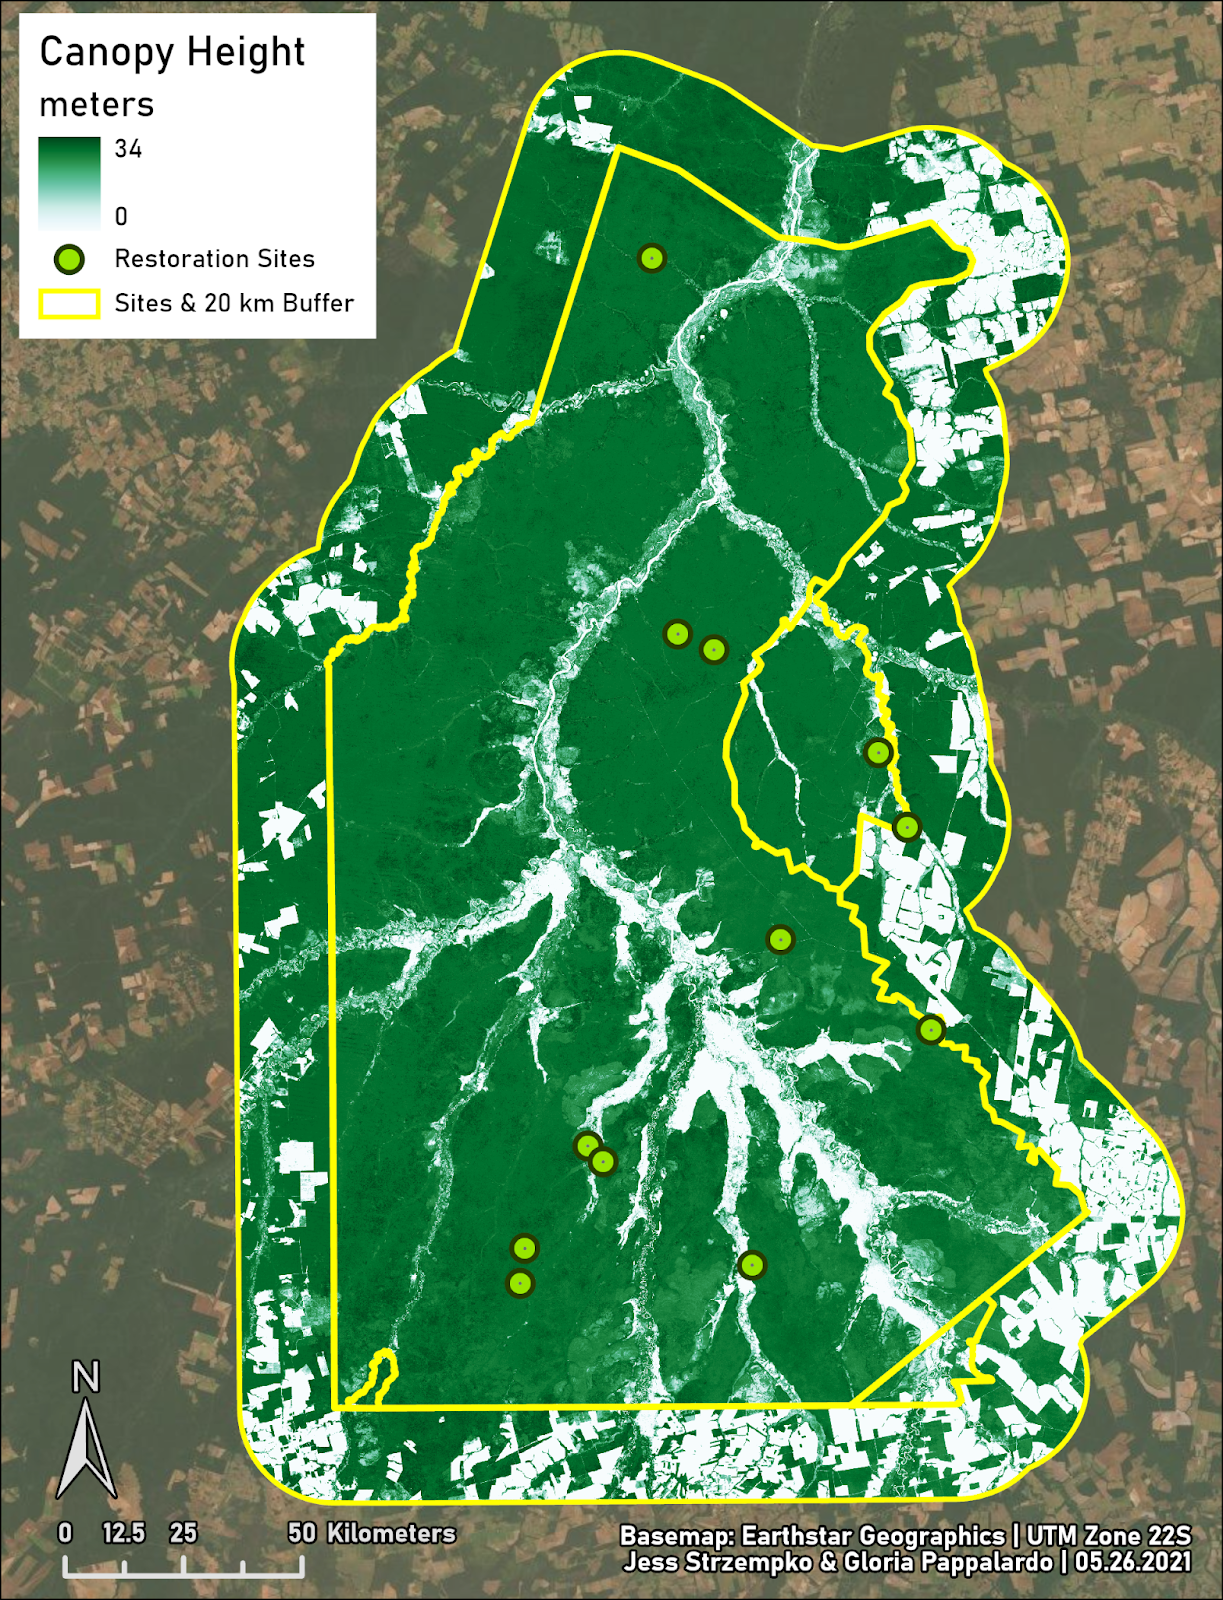 Canopy Height
meters
34
0
Restoration Sites
Sites & 20 km Buffer
N
0 12.5 25 50 Kilometers
Basemap: Earthstar Geographics | UTM Zone 22S
Jess Strzempko & Gloria Pappalardo | 05.26.2021